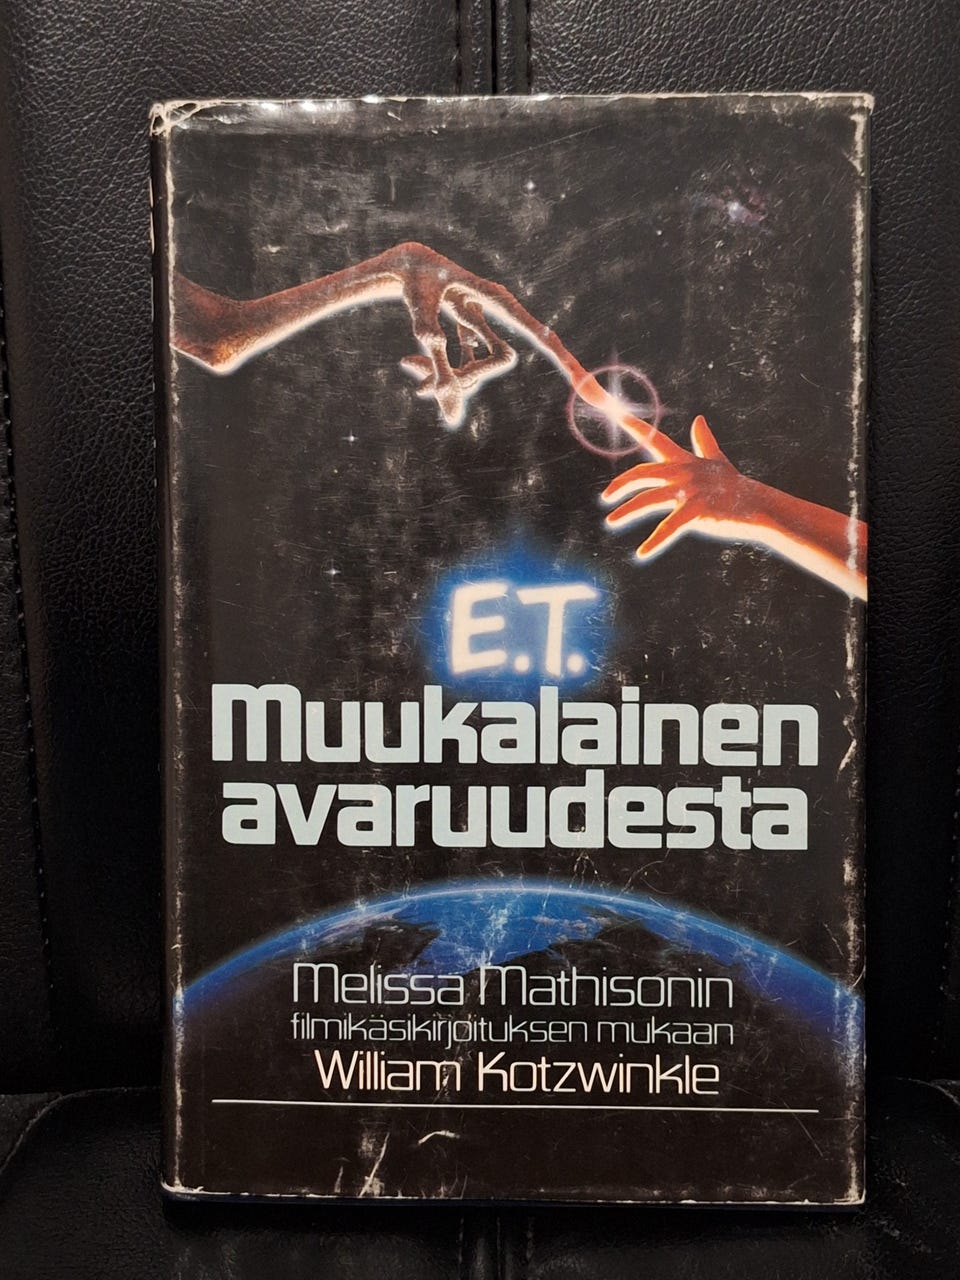 E.T.
Muukalainen
avaruudesta
Melissa Mathisonin
filmikäsikirjoituksen mukaan
William Kotzwinkle